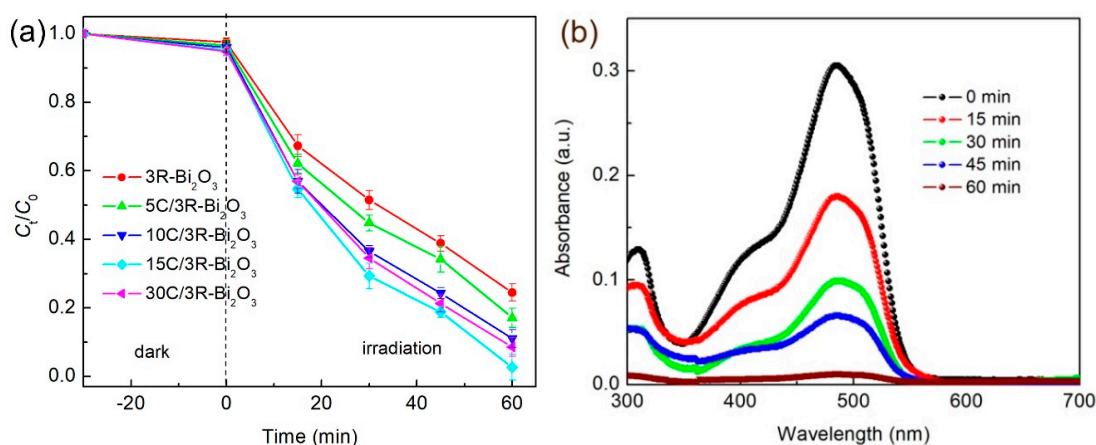 (a)
1.0
0.8
0.6
0.4
0.2
0.0
C_t/C_0
3R-Bi₂O₃
5C/3R-Bi₂O₃
10C/3R-Bi₂O₃
15C/3R-Bi₂O₃
30C/3R-Bi₂O₃
dark
irradiation
-20 0 20 40 60
Time (min)
(b)
0.3
0.2
0.1
0.0
Absorbance (a.u.)
0 min
15 min
30 min
45 min
60 min
300 400 500 600 700
Wavelength (nm)